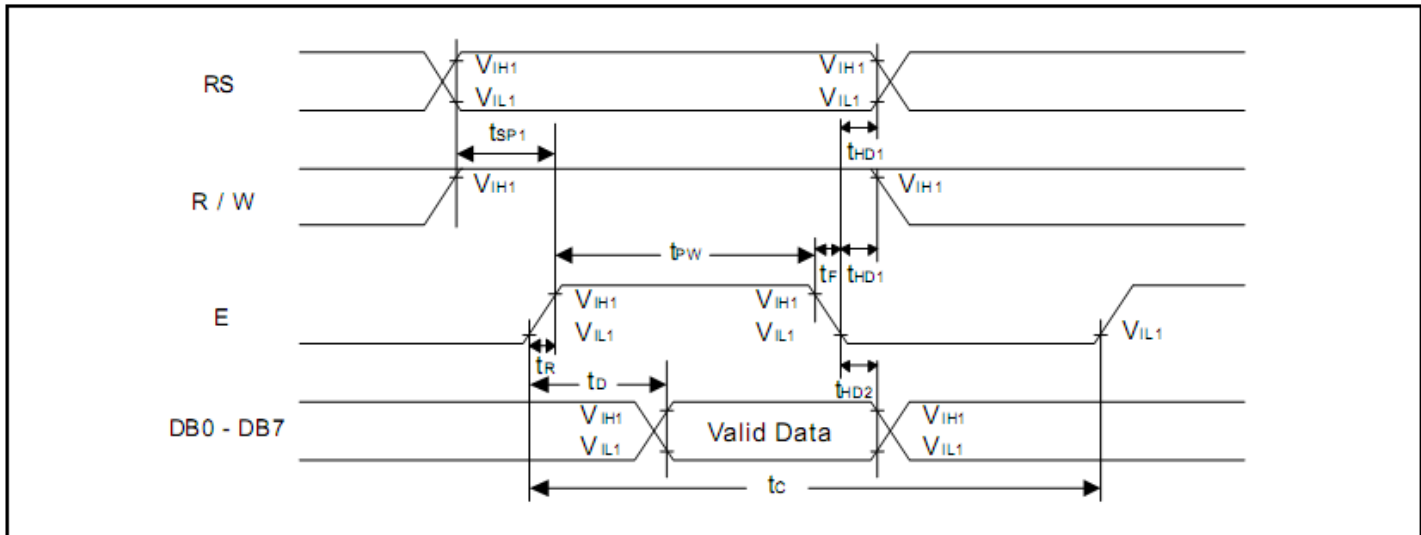 RS
VIH1
VIH1
VIL1
VIL1
tSP1
tHD1
R / W
VIH1
VIH1
tPW
tF
tHD1
E
VIH1
VIH1
VIL1
VIL1
VIL1
tR
tD
tHD2
DB0 - DB7
VIH1
VIL1
Valid Data
VIH1
VIL1
tC